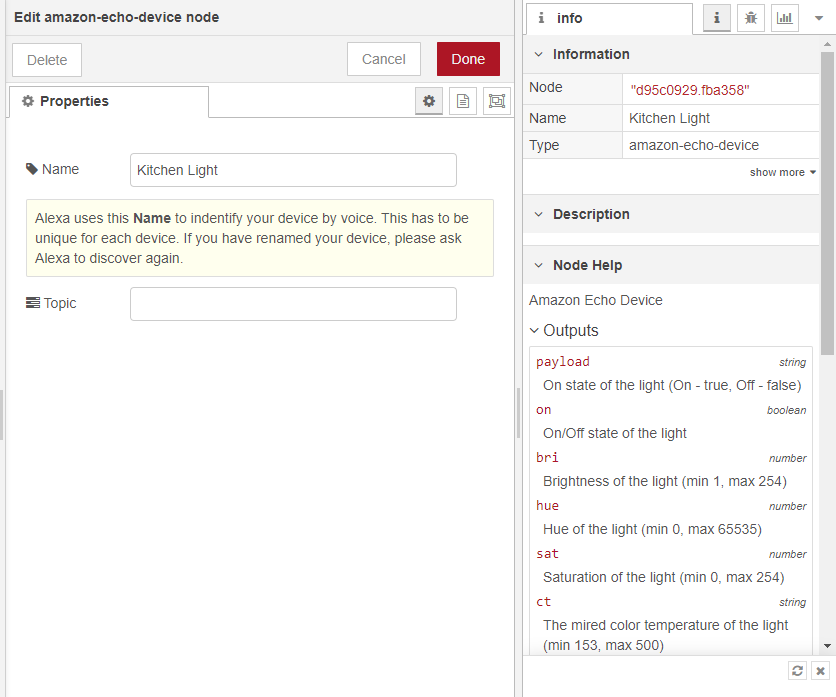 Edit amazon-echo-device node
Delete
Cancel
Done
Properties
Name
Kitchen Light
Alexa uses this Name to indentify your device by voice. This has to be
unique for each device. If you have renamed your device, please ask
Alexa to discover again.
Topic
i info
i
Information
Node "d95c0929.fba358"
Name Kitchen Light
Type amazon-echo-device
show more
Description
Node Help
Amazon Echo Device
Outputs
payload string
On state of the light (On - true, Off - false)
on boolean
On/Off state of the light
bri number
Brightness of the light (min 1, max 254)
hue number
Hue of the light (min 0, max 65535)
sat number
Saturation of the light (min 0, max 254)
ct string
The mired color temperature of the light
(min 153, max 500)